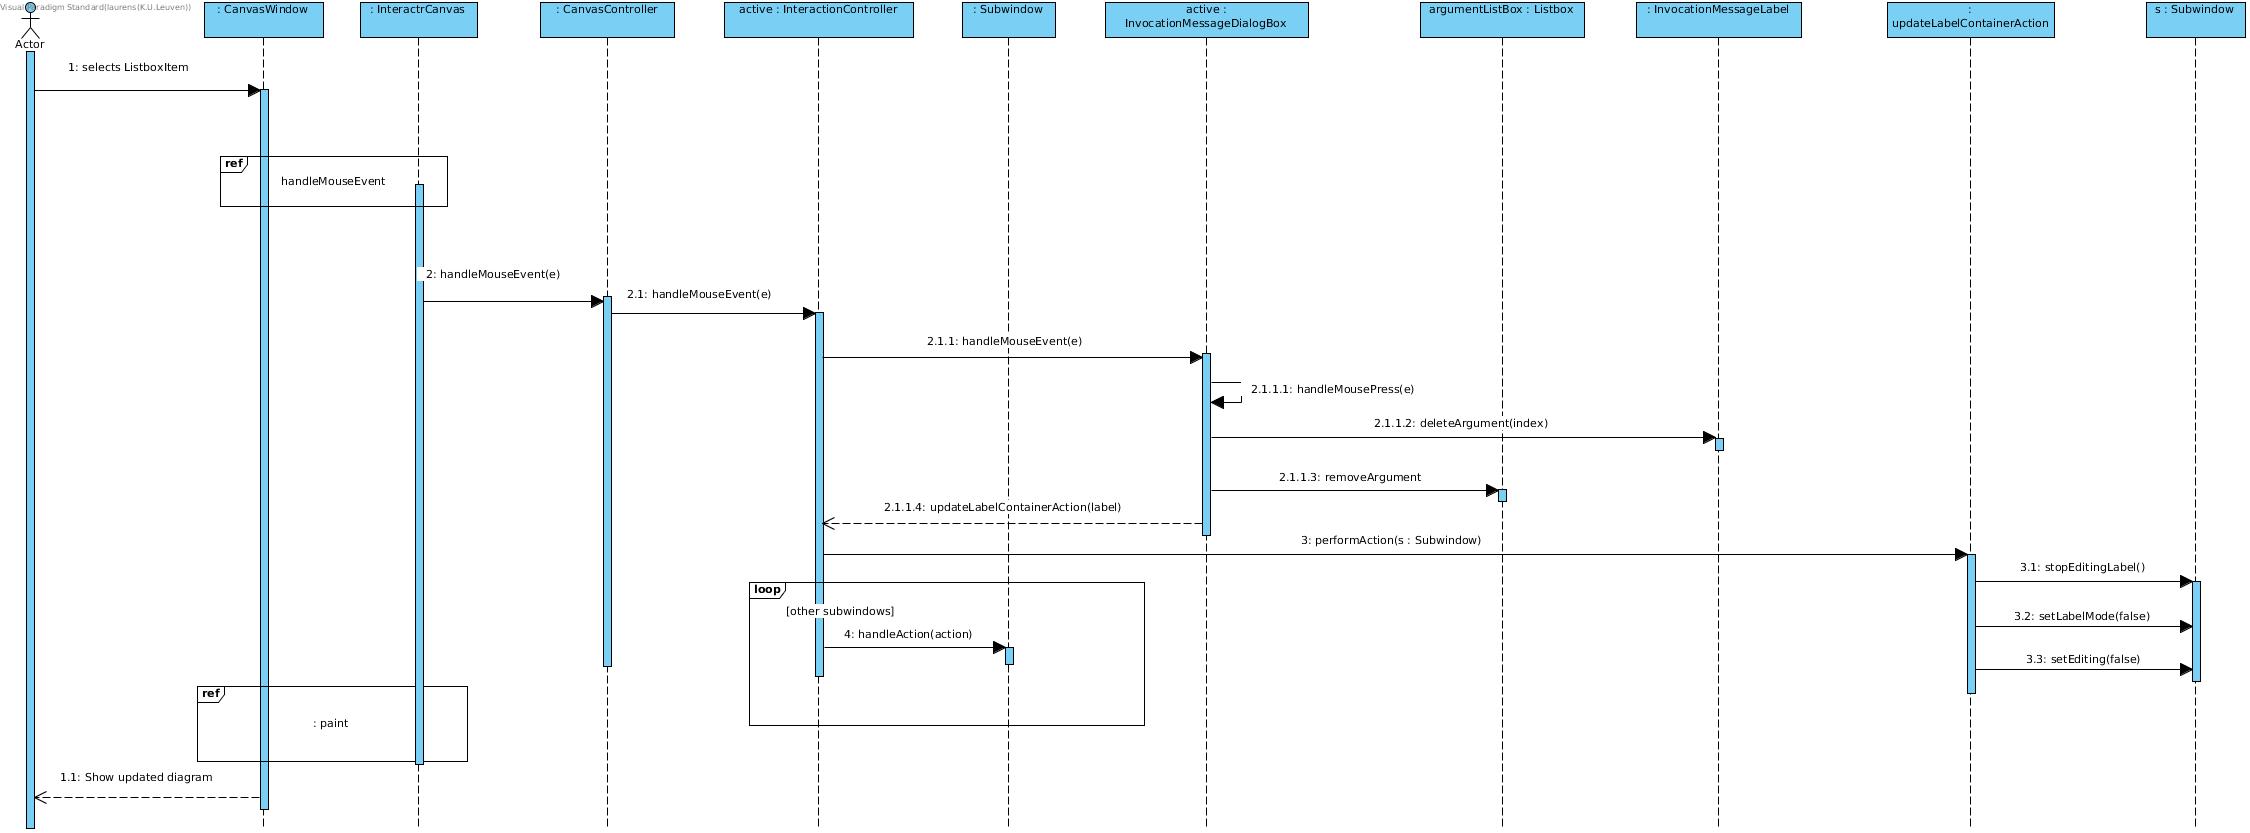 Visual Paradigm Standard(laurens(K.U.Leuven))
: CanvasWindow
: InteractrCanvas
: CanvasController
active : InteractionController
: Subwindow
active :
InvocationMessageDialogBox
argumentListBox : Listbox
: InvocationMessageLabel
:
updateLabelContainerAction
s : Subwindow
Actor
1: selects ListboxItem
ref
handleMouseEvent
2: handleMouseEvent(e)
2.1: handleMouseEvent(e)
2.1.1: handleMouseEvent(e)
2.1.1.1: handleMousePress(e)
2.1.1.2: deleteArgument(index)
2.1.1.3: removeArgument
2.1.1.4: updateLabelContainerAction(label)
3: performAction(s : Subwindow)
3.1: stopEditingLabel()
loop
[other subwindows]
3.2: setLabelMode(false)
4: handleAction(action)
3.3: setEditing(false)
ref
: paint
1.1: Show updated diagram